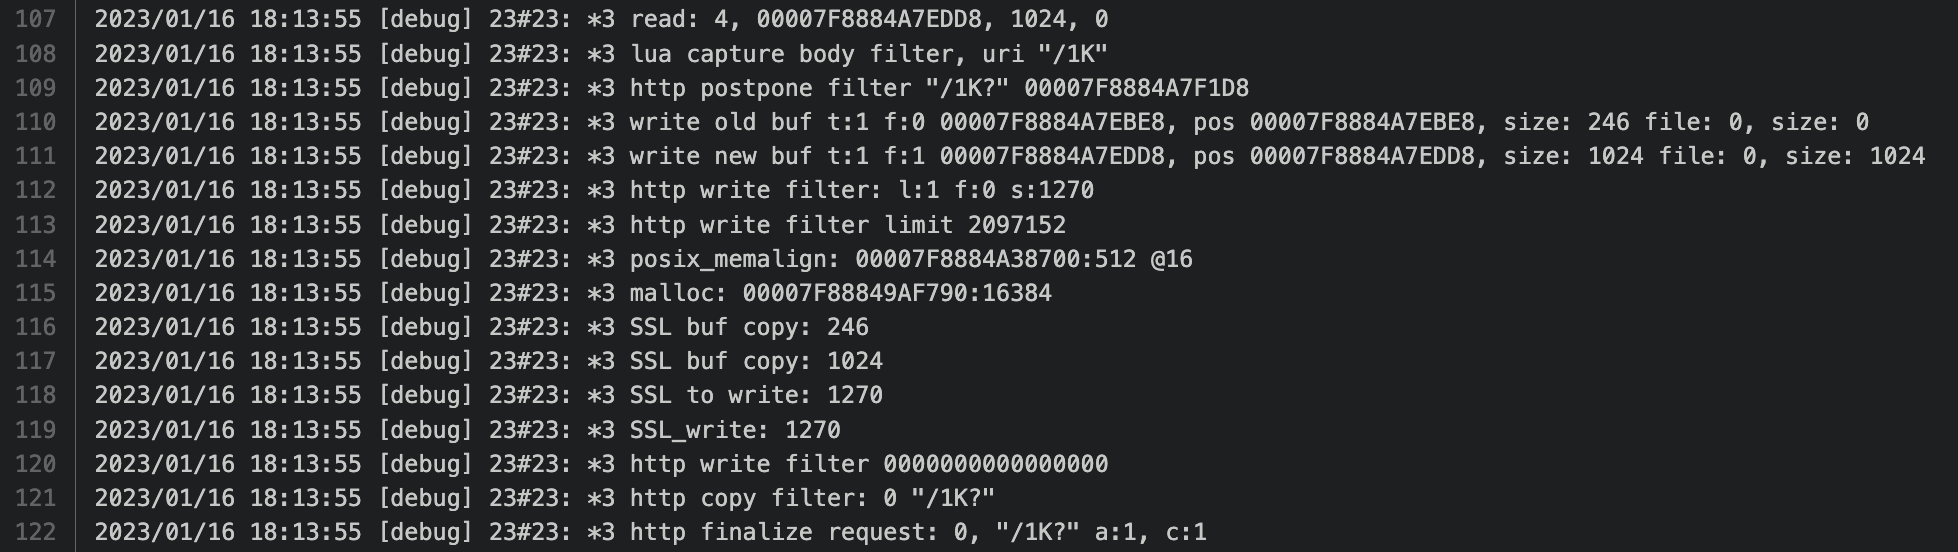 107 2023/01/16 18:13:55 [debug] 23#23: *3 read: 4, 00007F8884A7EDD8, 1024, 0
108 2023/01/16 18:13:55 [debug] 23#23: *3 lua capture body filter, uri "/1K"
109 2023/01/16 18:13:55 [debug] 23#23: *3 http postpone filter "/1K?" 00007F8884A7F1D8
110 2023/01/16 18:13:55 [debug] 23#23: *3 write old buf t:1 f:0 00007F8884A7EBE8, pos 00007F8884A7EBE8, size: 246 file: 0, size: 0
111 2023/01/16 18:13:55 [debug] 23#23: *3 write new buf t:1 f:1 00007F8884A7EDD8, pos 00007F8884A7EDD8, size: 1024 file: 0, size: 1024
112 2023/01/16 18:13:55 [debug] 23#23: *3 http write filter: l:1 f:0 s:1270
113 2023/01/16 18:13:55 [debug] 23#23: *3 http write filter limit 2097152
114 2023/01/16 18:13:55 [debug] 23#23: *3 posix_memalign: 00007F8884A38700:512 @16
115 2023/01/16 18:13:55 [debug] 23#23: *3 malloc: 00007F88849AF790:16384
116 2023/01/16 18:13:55 [debug] 23#23: *3 SSL buf copy: 246
117 2023/01/16 18:13:55 [debug] 23#23: *3 SSL buf copy: 1024
118 2023/01/16 18:13:55 [debug] 23#23: *3 SSL to write: 1270
119 2023/01/16 18:13:55 [debug] 23#23: *3 SSL_write: 1270
120 2023/01/16 18:13:55 [debug] 23#23: *3 http write filter 0000000000000000
121 2023/01/16 18:13:55 [debug] 23#23: *3 http copy filter: 0 "/1K?"
122 2023/01/16 18:13:55 [debug] 23#23: *3 http finalize request: 0, "/1K?" a:1, c:1